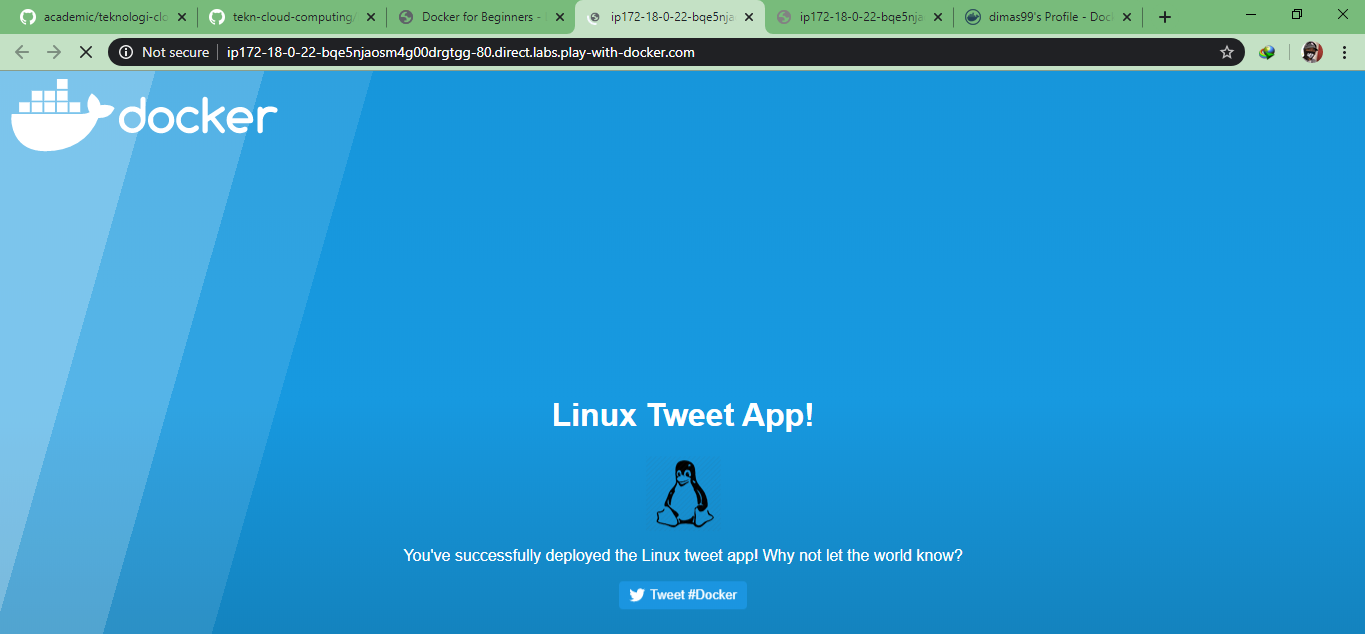 academic/teknologi-clo
tekn-cloud-computing/
Docker for Beginners -
ip172-18-0-22-bqe5nja
ip172-18-0-22-bqe5nja
dimas99's Profile - Doc
Not secure
ip172-18-0-22-bqe5njaosm4g00drgtgg-80.direct.labs.play-with-docker.com
docker
Linux Tweet App!
You've successfully deployed the Linux tweet app! Why not let the world know?
Tweet #Docker